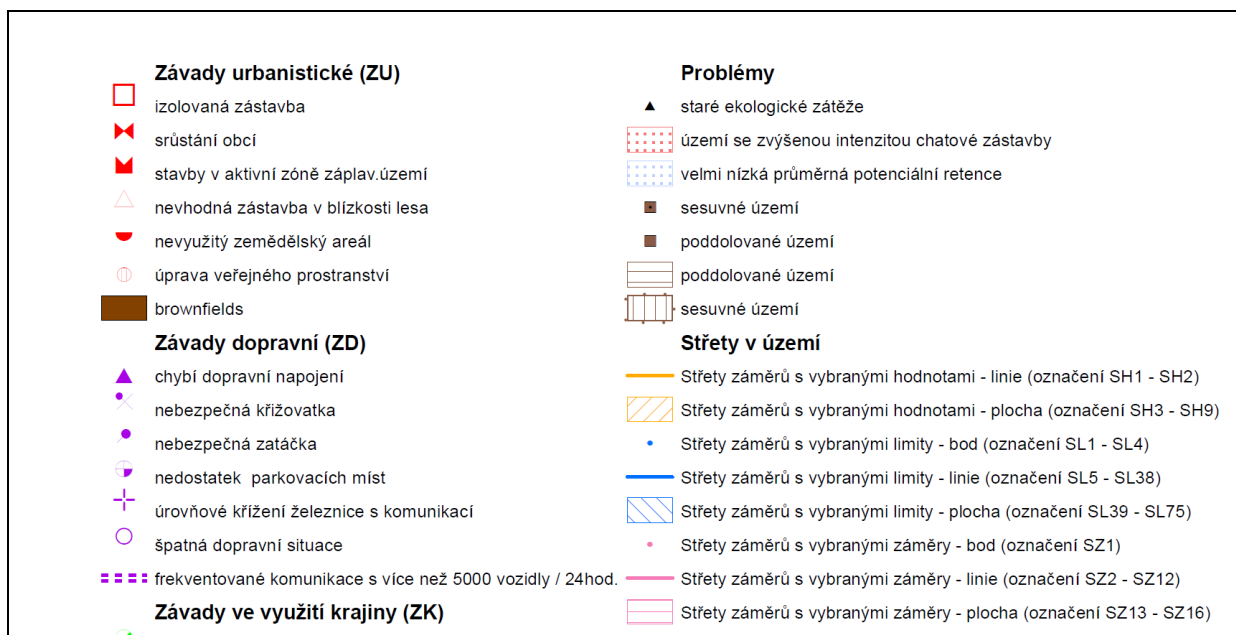 Závady urbanistické (ZU)
izolovaná zástavba
srůstání obcí
stavby v aktivní zóně záplav.území
nevhodná zástavba v blízkosti lesa
nevyužitý zemědělský areál
úprava veřejného prostranství
brownfields
Závady dopravní (ZD)
chybí dopravní napojení
nebezpečná křižovatka
nebezpečná zatáčka
nedostatek parkovacích míst
úrovňové křížení železnice s komunikací
špatná dopravní situace
frekventované komunikace s více než 5000 vozidly / 24hod.
Závady ve využití krajiny (ZK)
Problémy
staré ekologické zátěže
území se zvýšenou intenzitou chatové zástavby
velmi nízká průměrná potenciální retence
sesuvné území
poddolované území
poddolované území
sesuvné území
Střety v území
Střety záměrů s vybranými hodnotami - linie (označení SH1 - SH2)
Střety záměrů s vybranými hodnotami - plocha (označení SH3 - SH9)
Střety záměrů s vybranými limity - bod (označení SL1 - SL4)
Střety záměrů s vybranými limity - linie (označení SL5 - SL38)
Střety záměrů s vybranými limity - plocha (označení SL39 - SL75)
Střety záměrů s vybranými záměry - bod (označení SZ1)
Střety záměrů s vybranými záměry - linie (označení SZ2 - SZ12)
Střety záměrů s vybranými záměry - plocha (označení SZ13 - SZ16)